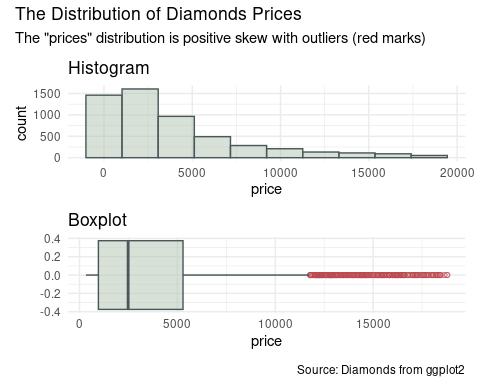 The Distribution of Diamonds Prices
The "prices" distribution is positive skew with outliers (red marks)
Histogram
count
1500
1000
500
0
0 5000 10000 15000 20000
price
Boxplot
0.4
0.2
0.0
-0.2
-0.4
0 5000 10000 15000
price
Source: Diamonds from ggplot2